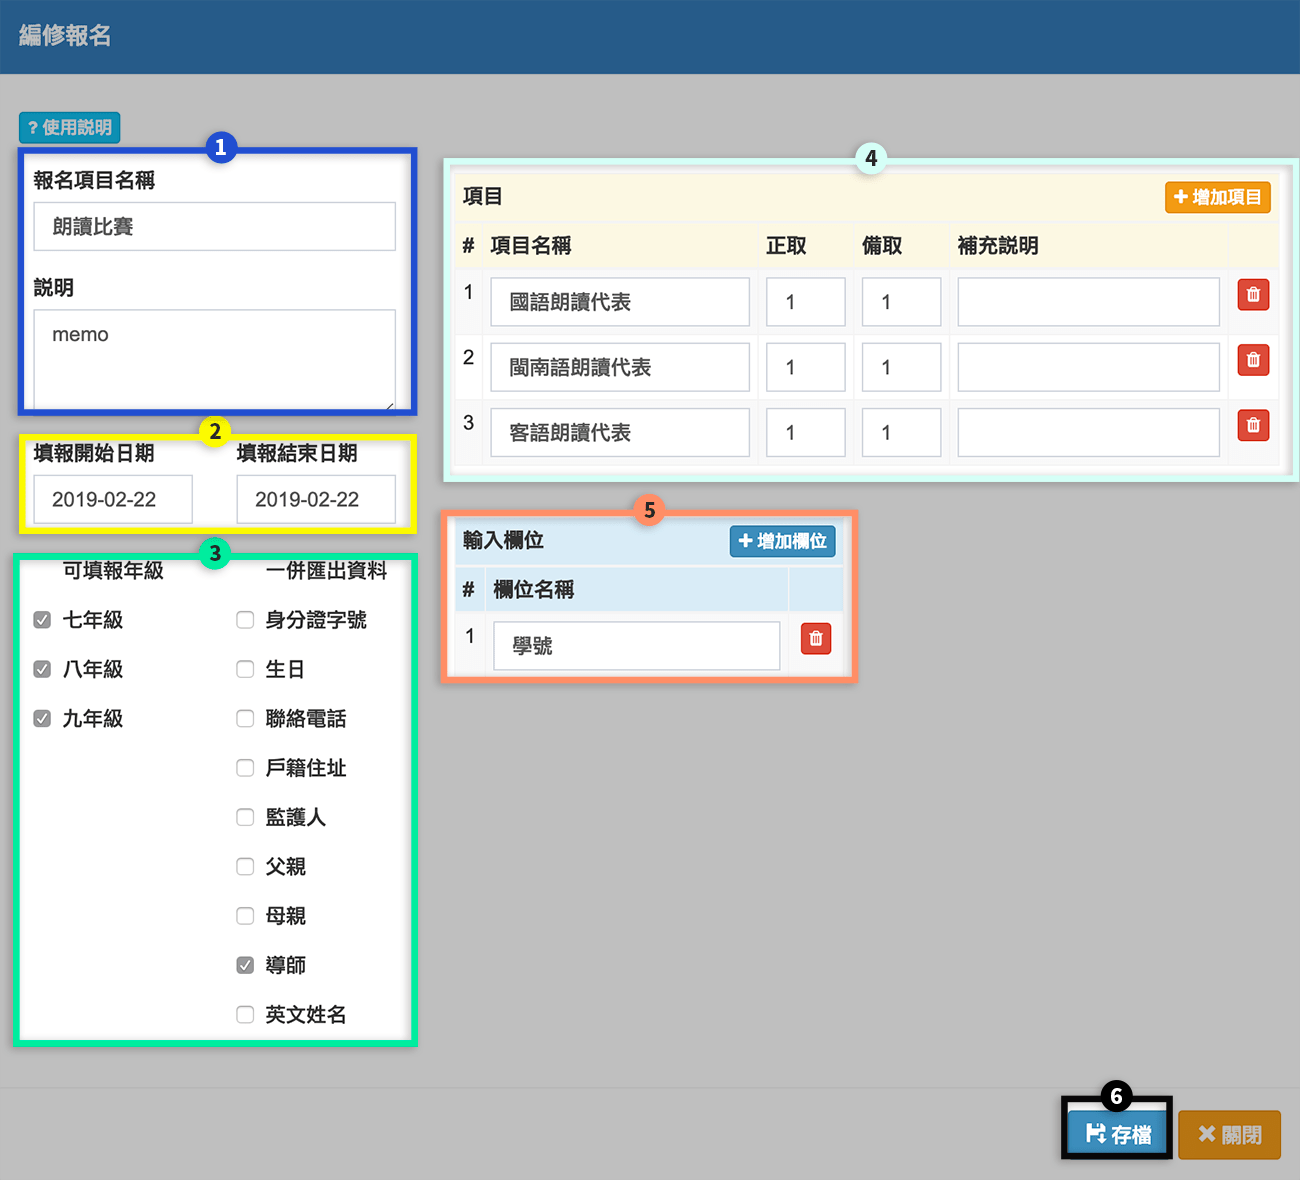 編修報名
? 使用説明
1
報名項目名稱
朗讀比賽
説明
memo
2
填報開始日期 填報結束日期
2019-02-22 2019-02-22
3
可填報年級 一併匯出資料
七年級 身分證字號
八年級 生日
九年級 聯絡電話
戶籍住址
監護人
父親
母親
導師
英文姓名
4
項目 增加項目
# 項目名稱 正取 備取 補充説明
1 國語朗讀代表 1 1
2 閩南語朗讀代表 1 1
3 客語朗讀代表 1 1
5
輸入欄位 增加欄位
# 欄位名稱
1 學號
6
存檔 關閉